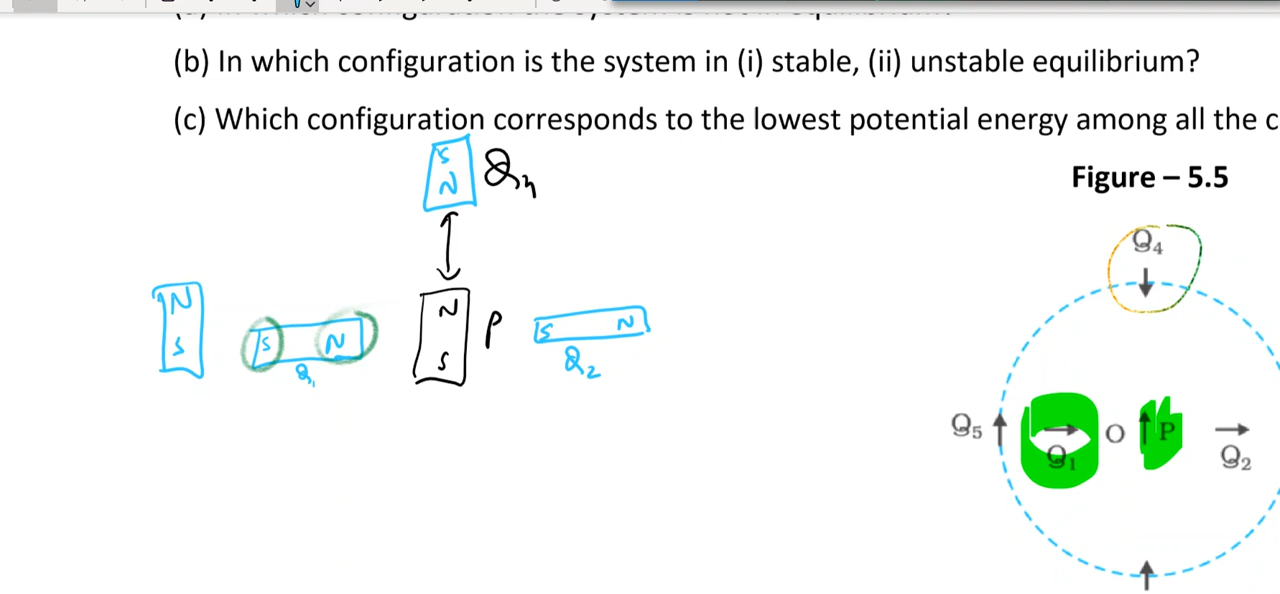 (b) In which configuration is the system in (i) stable, (ii) unstable equilibrium?
(c) Which configuration corresponds to the lowest potential energy among all the c
Figure – 5.5
S
N
Q4
N
S
S N
Q1
N
S
P
S N
Q2
Q4
Q5
Q1
O
P
Q2